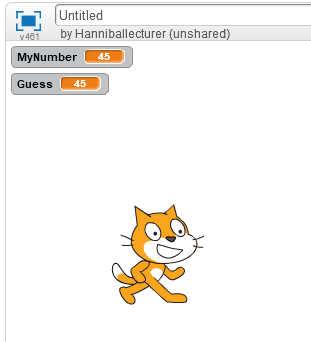 Untitled
v461
by Hanniballecturer (unshared)
MyNumber 45
Guess 45